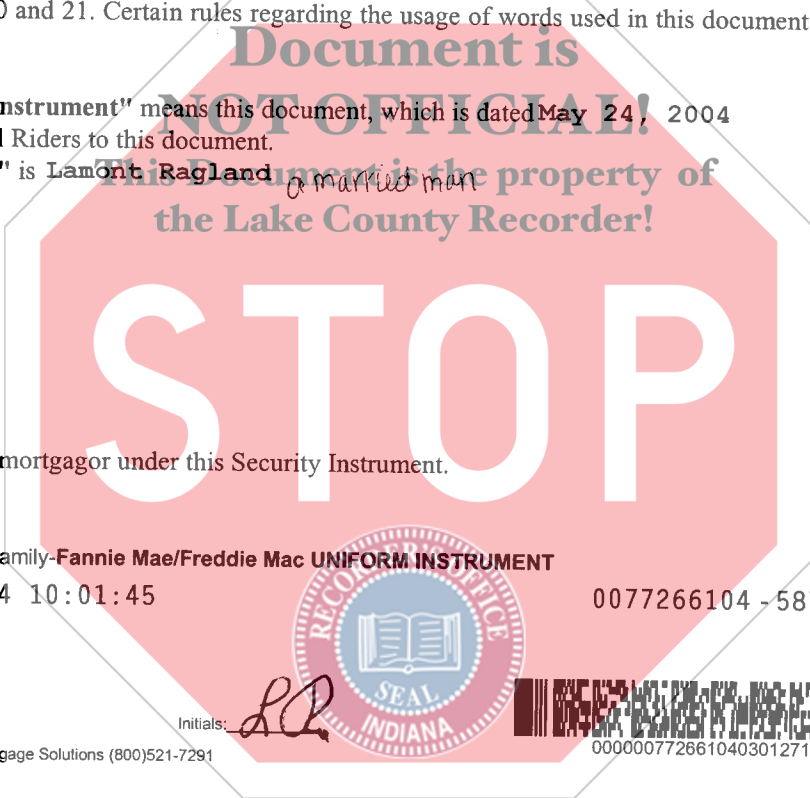 0 and 21. Certain rules regarding the usage of words used in this document
Document is
NOT OFFICIAL!
nstrument" means this document, which is dated May 24, 2004
l Riders to this document.
" is Lamont Ragland a married man
This Document is the property of
the Lake County Recorder!
STOP
mortgagor under this Security Instrument.
amily-Fannie Mae/Freddie Mac UNIFORM INSTRUMENT
4 10:01:45
0077266104 - 58
RECORDER'S OFFICE
SEAL
INDIANA
Initials: LR
gage Solutions (800)521-7291
000000772661040301271